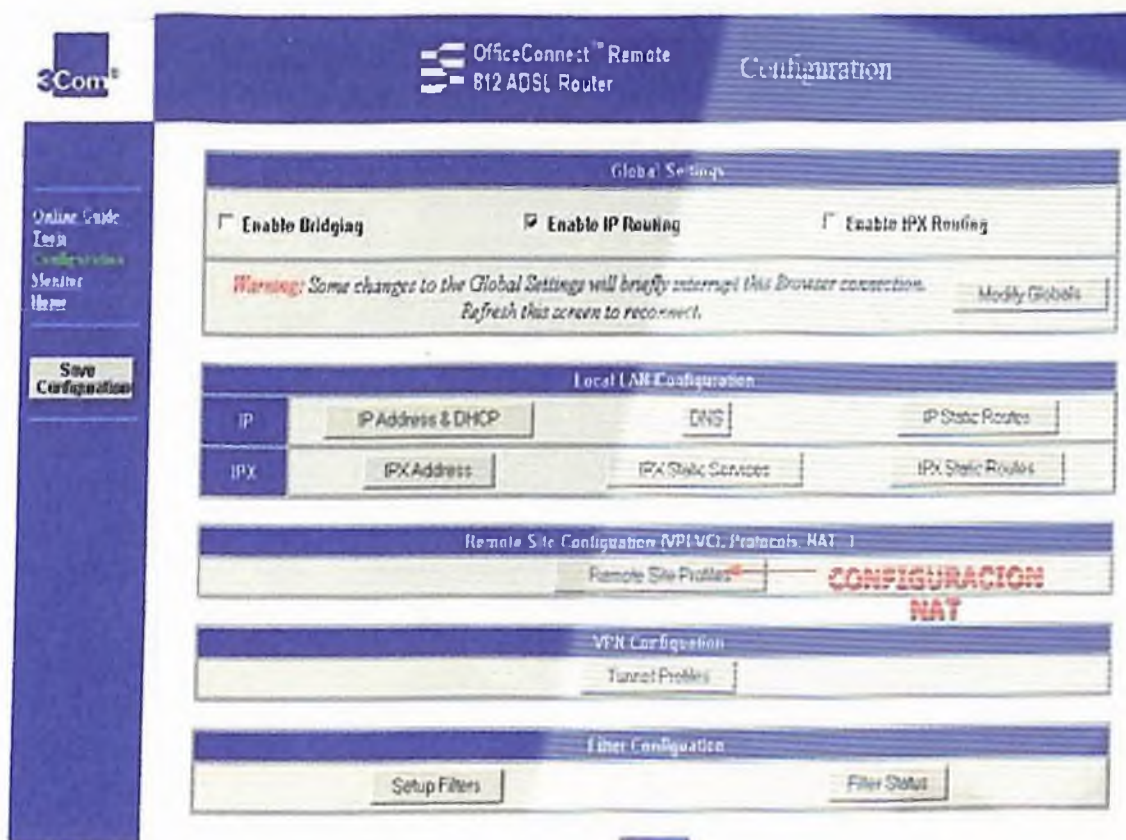 3Com®
OfficeConnect™ Remote
812 ADSL Router
Configuration
Online Guide
Tools
Configuration
Monitor
Home
Save
Configuration
Global Settings
Enable Bridging
Enable IP Routing
Enable IPX Routing
Warning: Some changes to the Global Settings will briefly interrupt this Browser connection.
Refresh this screen to reconnect.
Modify Globals
Local LAN Configuration
IP
IP Address & DHCP
DNS
IP Static Routes
IPX
IPX Address
IPX Static Services
IPX Static Routes
Remote Site Configuration (VPI/VCI, Protocols, NAT...)
Remote Site Profiles
CONFIGURACION
NAT
VPN Configuration
Tunnel Profiles
Filter Configuration
Setup Filters
Filter Status